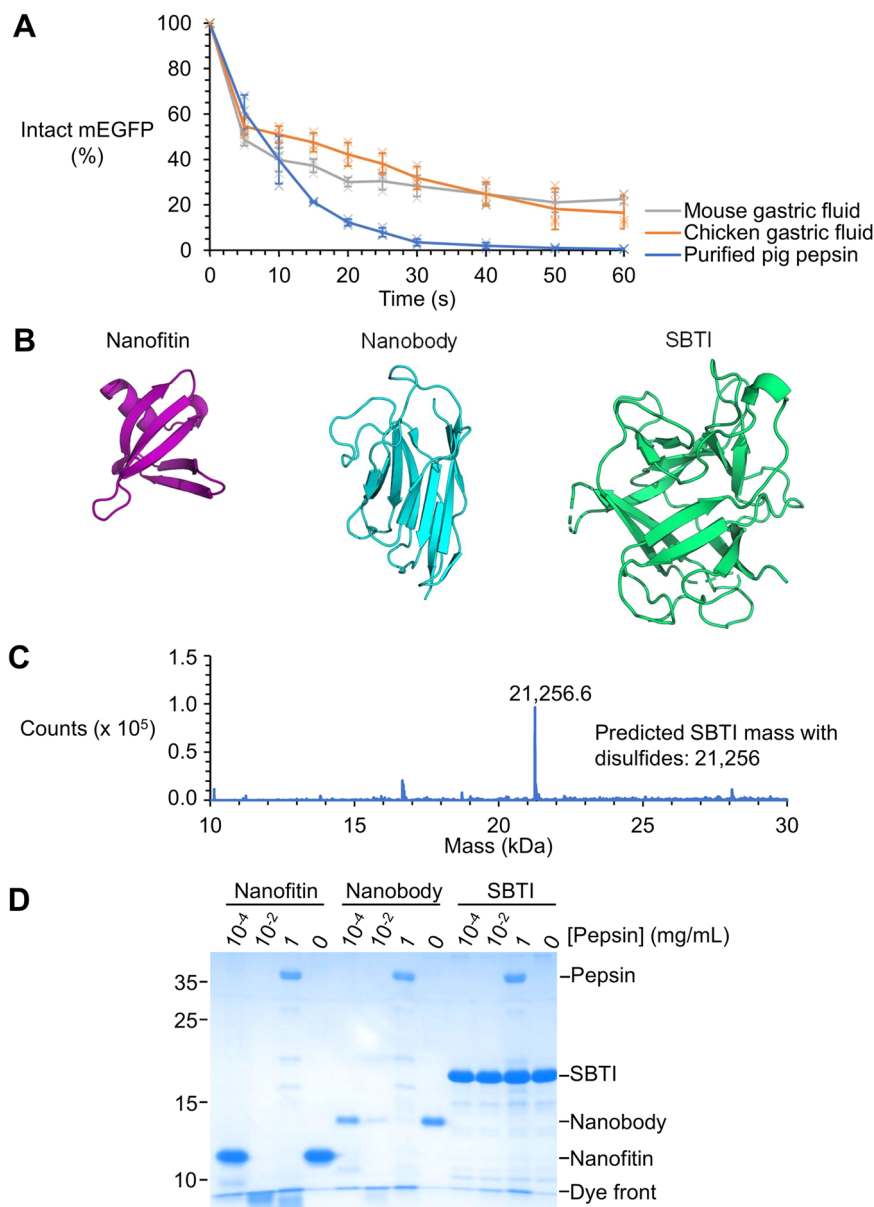 A
100
80
60
40
20
0
Intact mEGFP
(%)
0 10 20 30 40 50 60
Time (s)
Mouse gastric fluid
Chicken gastric fluid
Purified pig pepsin
B
Nanofitin Nanobody SBTI
C
1.5
1.0
0.5
0.0
Counts (x 10⁵)
21,256.6
Predicted SBTI mass with
disulfides: 21,256
10 15 20 25 30
Mass (kDa)
D
Nanofitin Nanobody SBTI
10⁻⁴ 10⁻² 1 0 10⁻⁴ 10⁻² 1 0 10⁻⁴ 10⁻² 1 0 [Pepsin] (mg/mL)
35 Pepsin
25
SBTI
15
Nanobody
Nanofitin
10
Dye front